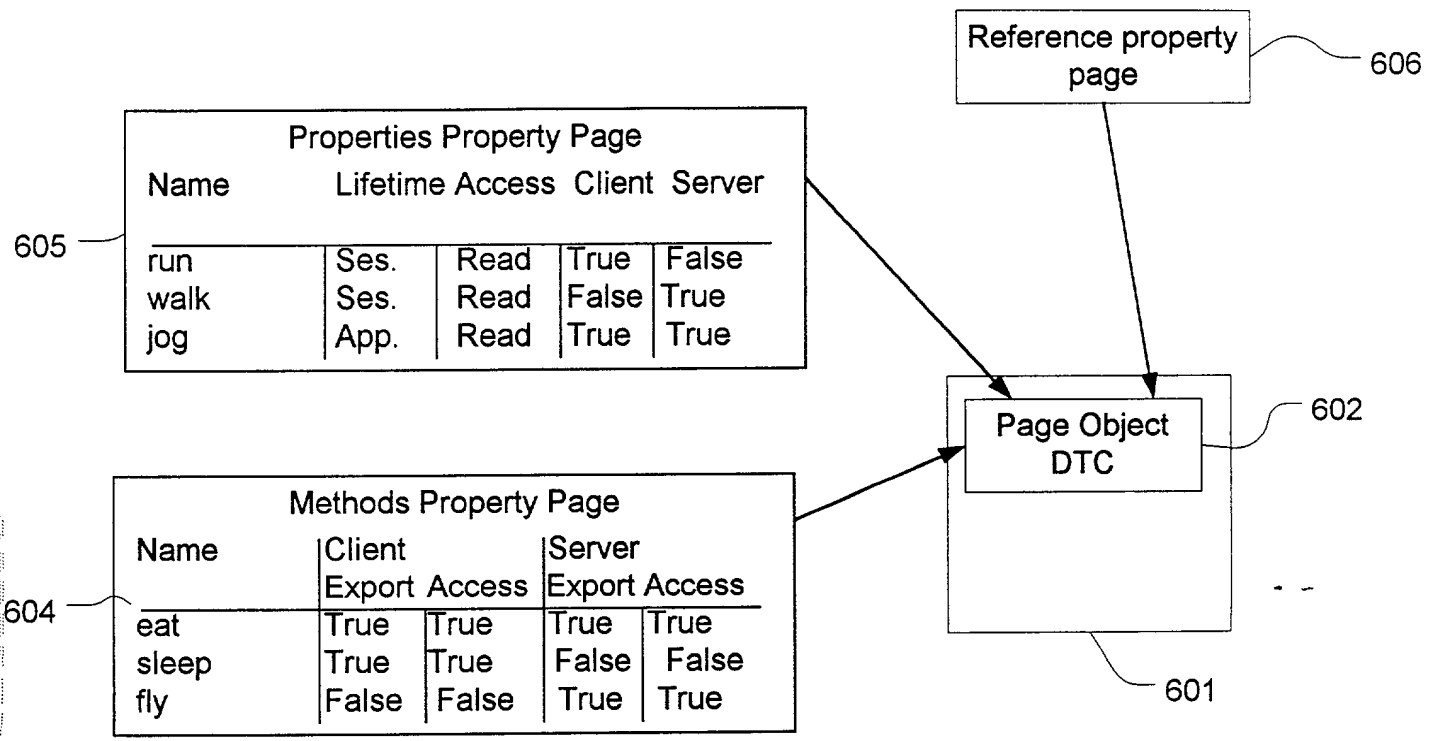 Reference property
page
606
Properties Property Page
Name Lifetime Access Client Server
605
run Ses. Read True False
walk Ses. Read False True
jog App. Read True True
Page Object
DTC
602
Methods Property Page
Name Client Server
Export Access Export Access
604
eat True True True True
sleep True True False False
fly False False True True
601